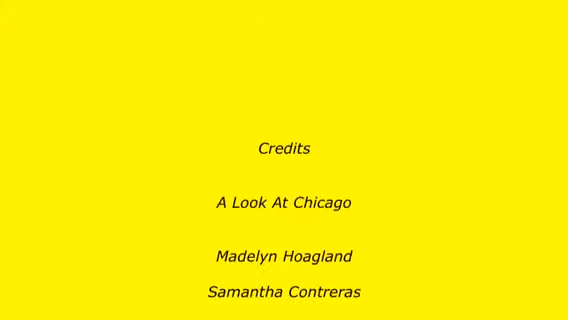 Credits
A Look At Chicago
Madelyn Hoagland
Samantha Contreras